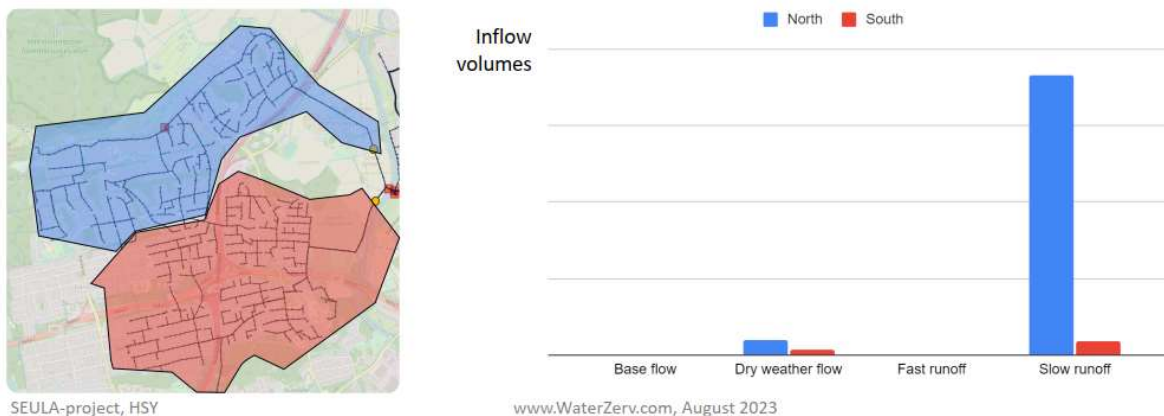 Inflow
volumes
North South
Base flow Dry weather flow Fast runoff Slow runoff
SEULA-project, HSY
www.WaterZerv.com, August 2023